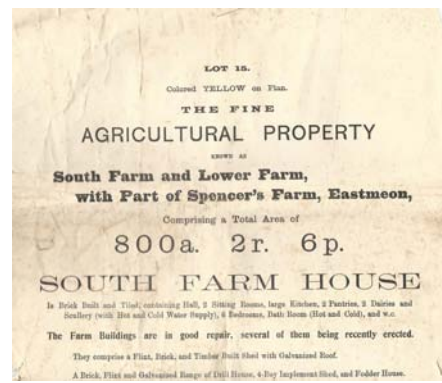 LOT 15.
Colored YELLOW on Plan.
THE FINE
AGRICULTURAL PROPERTY
KNOWN AS
South Farm and Lower Farm,
with Part of Spencer's Farm, Eastmeon,
Comprising a Total Area of
800a. 2r. 6p.
SOUTH FARM HOUSE
Is Brick Built and Tiled, containing Hall, 2 Sitting Rooms, large Kitchen, 2 Pantries, 2 Dairies and
Scullery (with Hot and Cold Water Supply), 6 Bedrooms, Bath Room (Hot and Cold), and w.c.
The Farm Buildings are in good repair, several of them being recently erected.
They comprise a Flint, Brick, and Timber Built Shed with Galvanized Roof.
A Brick, Flint and Galvanized Range of Drill House, 4-Bay Implement Shed, and Fodder House.